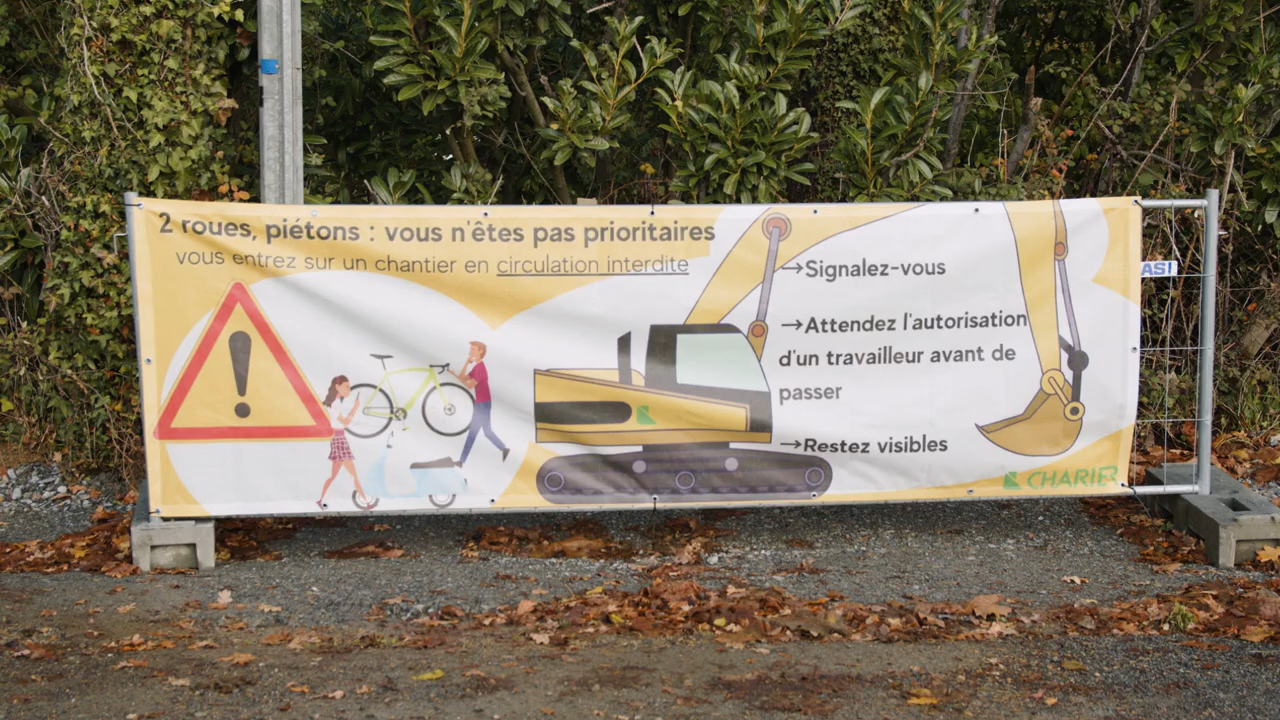 2 roues, piétons : vous n'êtes pas prioritaires
vous entrez sur un chantier en circulation interdite
→Signalez-vous
→Attendez l'autorisation
d'un travailleur avant de
passer
→Restez visibles
CHARIER